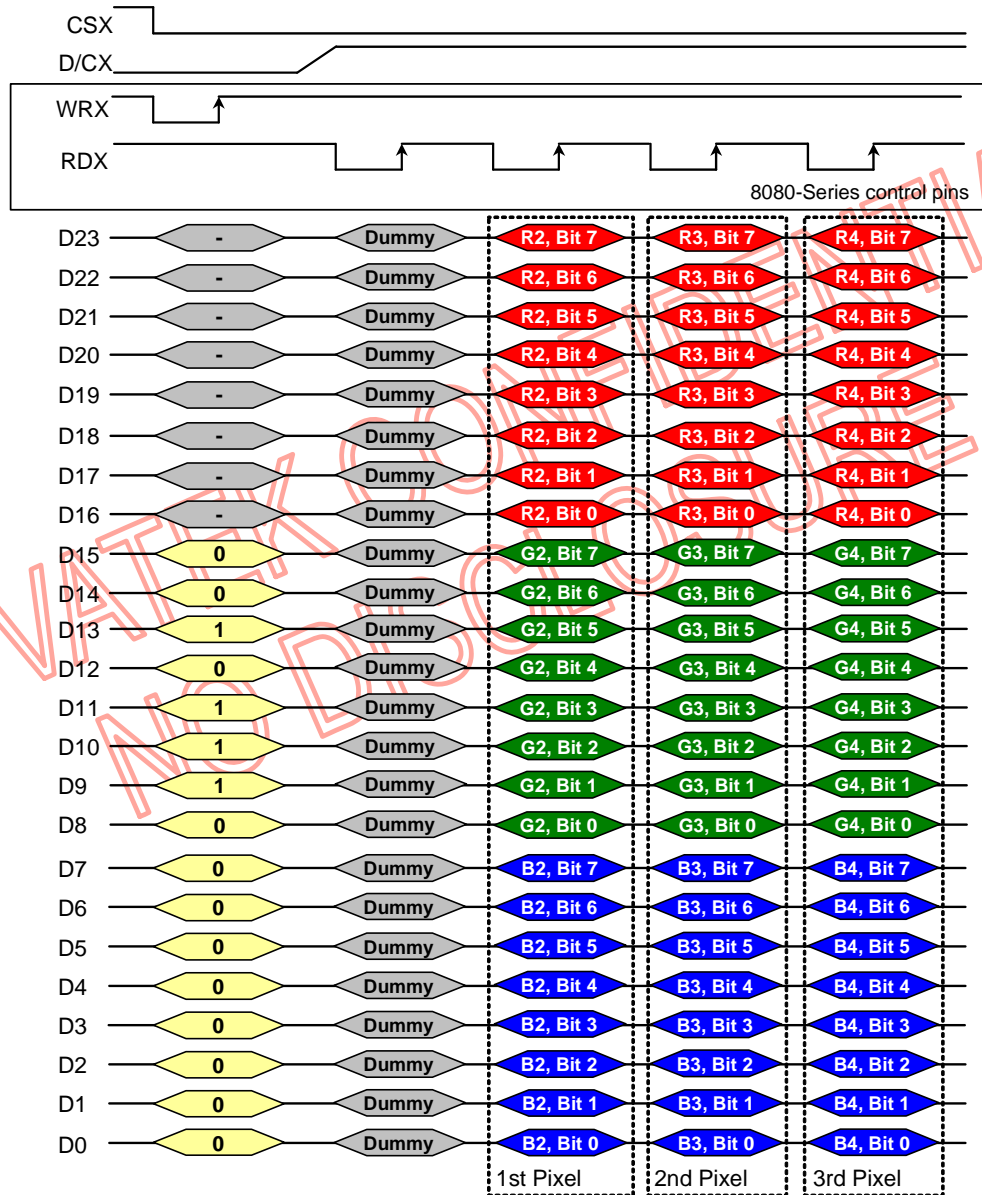 CSX
D/CX
WRX
RDX
8080-Series control pins
D23 - Dummy R2, Bit 7 R3, Bit 7 R4, Bit 7
D22 - Dummy R2, Bit 6 R3, Bit 6 R4, Bit 6
D21 - Dummy R2, Bit 5 R3, Bit 5 R4, Bit 5
D20 - Dummy R2, Bit 4 R3, Bit 4 R4, Bit 4
D19 - Dummy R2, Bit 3 R3, Bit 3 R4, Bit 3
D18 - Dummy R2, Bit 2 R3, Bit 2 R4, Bit 2
D17 - Dummy R2, Bit 1 R3, Bit 1 R4, Bit 1
D16 - Dummy R2, Bit 0 R3, Bit 0 R4, Bit 0
D15 0 Dummy G2, Bit 7 G3, Bit 7 G4, Bit 7
D14 0 Dummy G2, Bit 6 G3, Bit 6 G4, Bit 6
D13 1 Dummy G2, Bit 5 G3, Bit 5 G4, Bit 5
D12 0 Dummy G2, Bit 4 G3, Bit 4 G4, Bit 4
D11 1 Dummy G2, Bit 3 G3, Bit 3 G4, Bit 3
D10 1 Dummy G2, Bit 2 G3, Bit 2 G4, Bit 2
D9 1 Dummy G2, Bit 1 G3, Bit 1 G4, Bit 1
D8 0 Dummy G2, Bit 0 G3, Bit 0 G4, Bit 0
D7 0 Dummy B2, Bit 7 B3, Bit 7 B4, Bit 7
D6 0 Dummy B2, Bit 6 B3, Bit 6 B4, Bit 6
D5 0 Dummy B2, Bit 5 B3, Bit 5 B4, Bit 5
D4 0 Dummy B2, Bit 4 B3, Bit 4 B4, Bit 4
D3 0 Dummy B2, Bit 3 B3, Bit 3 B4, Bit 3
D2 0 Dummy B2, Bit 2 B3, Bit 2 B4, Bit 2
D1 0 Dummy B2, Bit 1 B3, Bit 1 B4, Bit 1
D0 0 Dummy B2, Bit 0 B3, Bit 0 B4, Bit 0
1st Pixel 2nd Pixel 3rd Pixel
VATEK CONFIDENTIA
NO DISCLOSURE